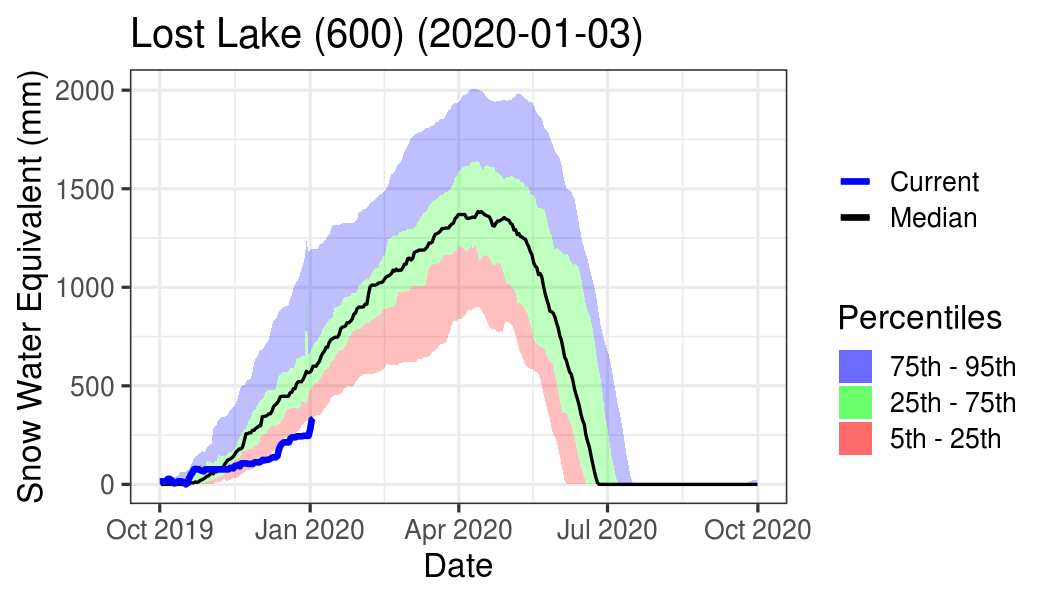 Lost Lake (600) (2020-01-03)
Snow Water Equivalent (mm)
2000
1500
1000
500
0
Oct 2019 Jan 2020 Apr 2020 Jul 2020 Oct 2020
Date
Current
Median
Percentiles
75th - 95th
25th - 75th
5th - 25th